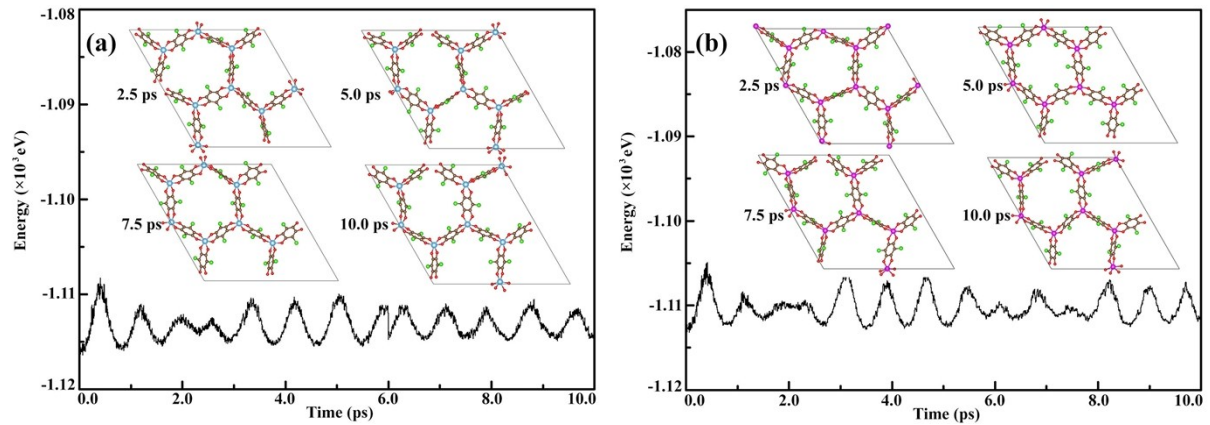 (a)
-1.08
-1.09
-1.10
-1.11
-1.12
Energy (×10³ eV)
2.5 ps
5.0 ps
7.5 ps
10.0 ps
0.0 2.0 4.0 6.0 8.0 10.0
Time (ps)
(b)
-1.08
-1.09
-1.10
-1.11
-1.12
Energy (×10³ eV)
2.5 ps
5.0 ps
7.5 ps
10.0 ps
0.0 2.0 4.0 6.0 8.0 10.0
Time (ps)